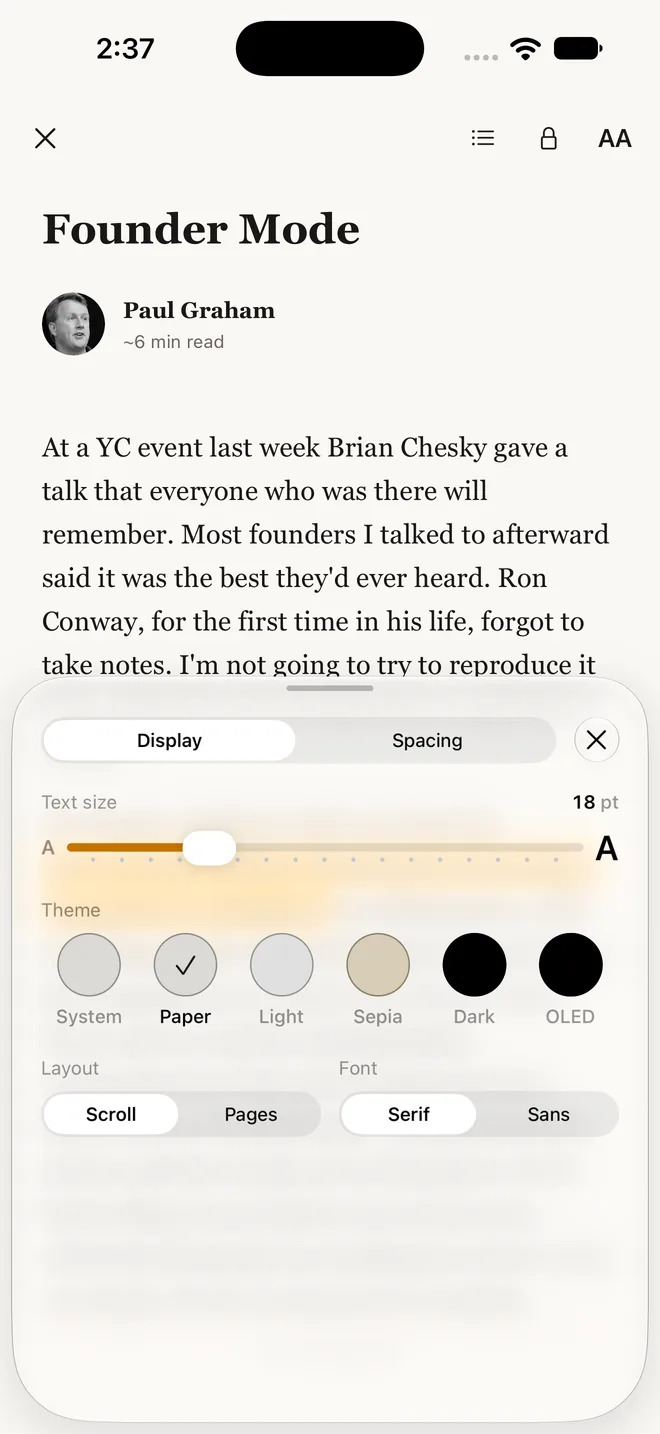 2:37
AA
Founder Mode
Paul Graham
~6 min read
At a YC event last week Brian Chesky gave a
talk that everyone who was there will
remember. Most founders I talked to afterward
said it was the best they'd ever heard. Ron
Conway, for the first time in his life, forgot to
take notes. I'm not going to try to reproduce it
Display Spacing
Text size 18 pt
A A
Theme
System Paper Light Sepia Dark OLED
Layout Font
Scroll Pages Serif Sans